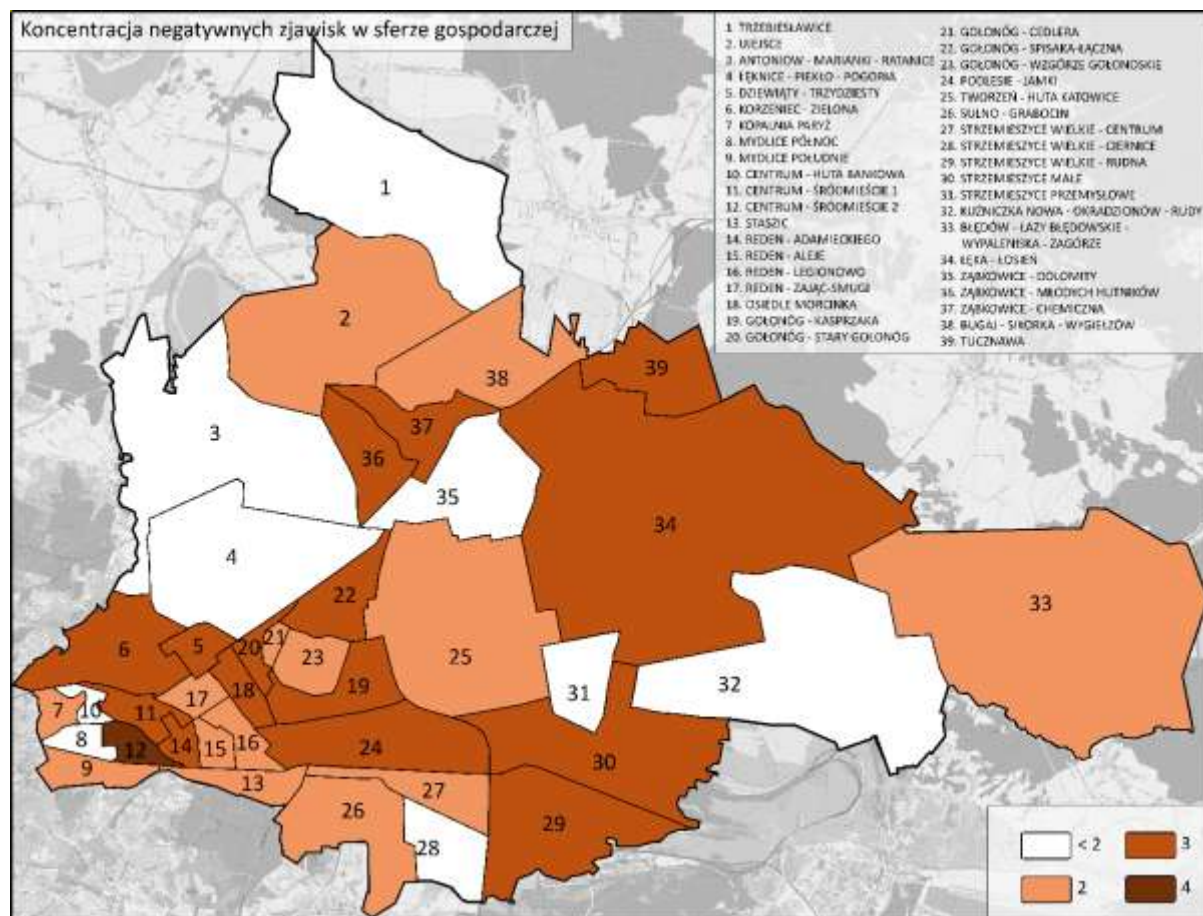 Koncentracja negatywnych zjawisk w sferze gospodarczej
1 TRZEBIESŁAWICE
2. UJEJSCE
3 ANTONIÓW - MARIANKI - RATANICE
4 ŁĘKNICE - PIEKŁO - POGORIA
5. DZIEWIĄTY - TRZYDZIESTY
6. KORZENIEC - ZIELONA
7 KOPALNIA PARYŻ
8 MYDLICE PÓŁNOC
9 MYDLICE POŁUDNIE
10. CENTRUM - HUTA BANKOWA
11. CENTRUM - ŚRÓDMIEŚCIE 1
12 CENTRUM - ŚRÓDMIEŚCIE 2
13 STASZIC
14 REDEN - ADAMIECKIEGO
15 REDEN - ALEJE
16 REDEN - LEGIONOWO
17 REDEN - ZAJĄC-SMUGI
18 OSIEDLE MORCINKA
19 GOŁONÓG - KASPRZAKA
20. GOŁONÓG - STARY GOŁONÓG
21. GOŁONÓG - CEDLERA
22. GOŁONÓG - SPISAKA-ŁĄCZNA
23. GOŁONÓG - WZGÓRZE GOŁONOSKIE
24 PODLESIE - JAMKI
25. TWORZEŃ - HUTA KATOWICE
26 SULNO - GRABOCIN
27 STRZEMIESZYCE WIELKIE - CENTRUM
28 STRZEMIESZYCE WIELKIE - CIERNICE
29 STRZEMIESZYCE WIELKIE - RUDNA
30 STRZEMIESZYCE MAŁE
31 STRZEMIESZYCE PRZEMYSŁOWE
32 KUŹNICZKA NOWA - OKRADZIONÓW - RUDY
33 BŁĘDÓW - ŁAZY BŁĘDOWSKIE -
WYPALENISKA - ZAGÓRZE
34 ŁĘKA - ŁOSIEŃ
35 ZĄBKOWICE - DOLOMITY
36 ZĄBKOWICE - MŁODYCH HUTNIKÓW
37 ZĄBKOWICE - CHEMICZNA
38 BUGAJ - SIKORKA - WYGIEŁZÓW
39. TUCZNAWA
1
2
38
39
3
37
36
35
34
4
22
33
6
5
20
21
23
25
18
19
31
32
7
10
17
11
8
12
14
15
16
24
30
9
13
27
26
29
28
< 2
3
2
4